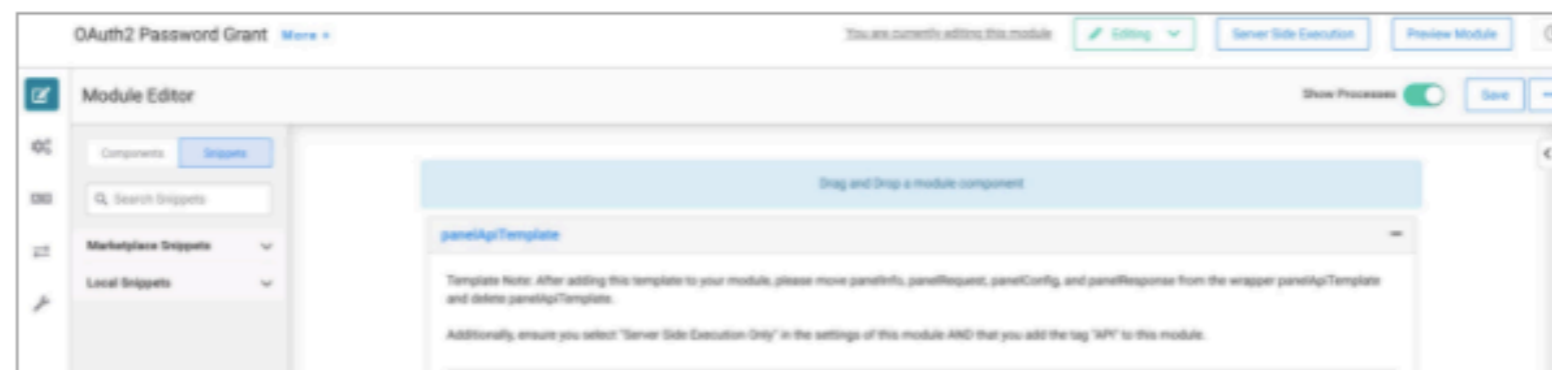 OAuth2 Password Grant More +
You are currently editing this module
Editing
Server Side Execution
Preview Module
Module Editor
Show Processes
Save
Components
Snippets
Search Snippets
Marketplace Snippets
Local Snippets
Drag and Drop a module component
panelApiTemplate
Template Note: After adding this template to your module, please move panelInfo, panelRequest, panelConfig, and panelResponse from the wrapper panelApiTemplate
and delete panelApiTemplate.
Additionally, ensure you select "Server Side Execution Only" in the settings of this module AND that you add the tag "API" to this module.